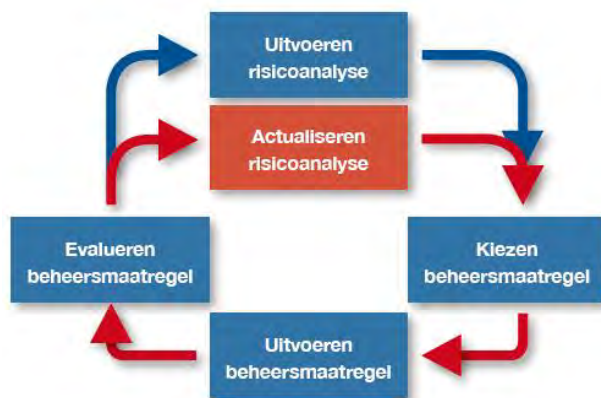 Uitvoeren
risicoanalyse
Actualiseren
risicoanalyse
Evalueren
beheersmaatregel
Kiezen
beheersmaatregel
Uitvoeren
beheersmaatregel